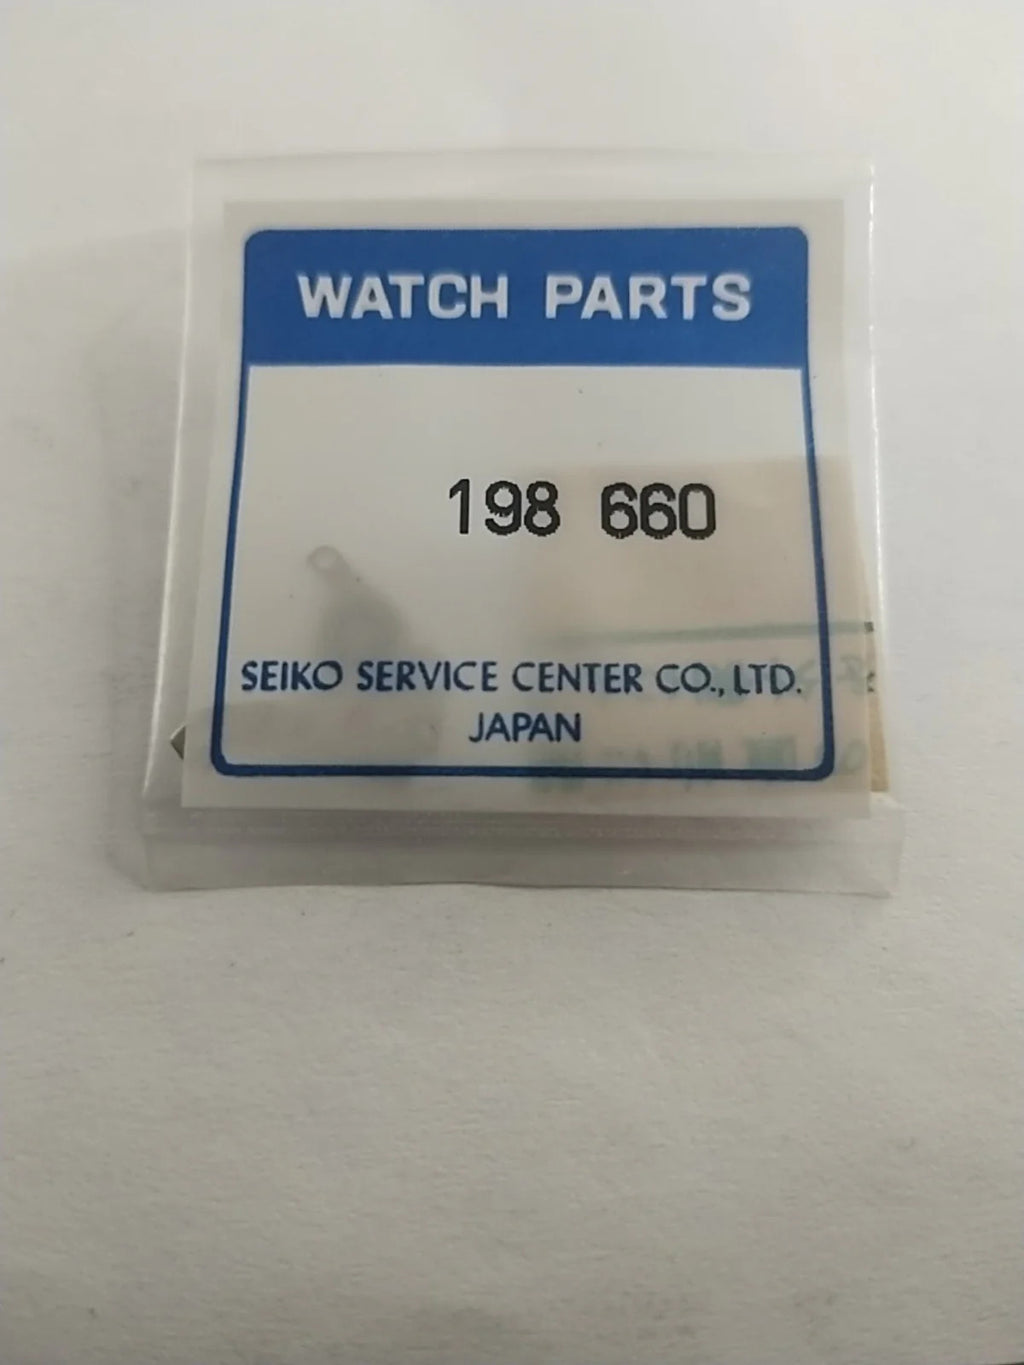 WATCH PARTS
198 660
SEIKO SERVICE CENTER CO., LTD.
JAPAN